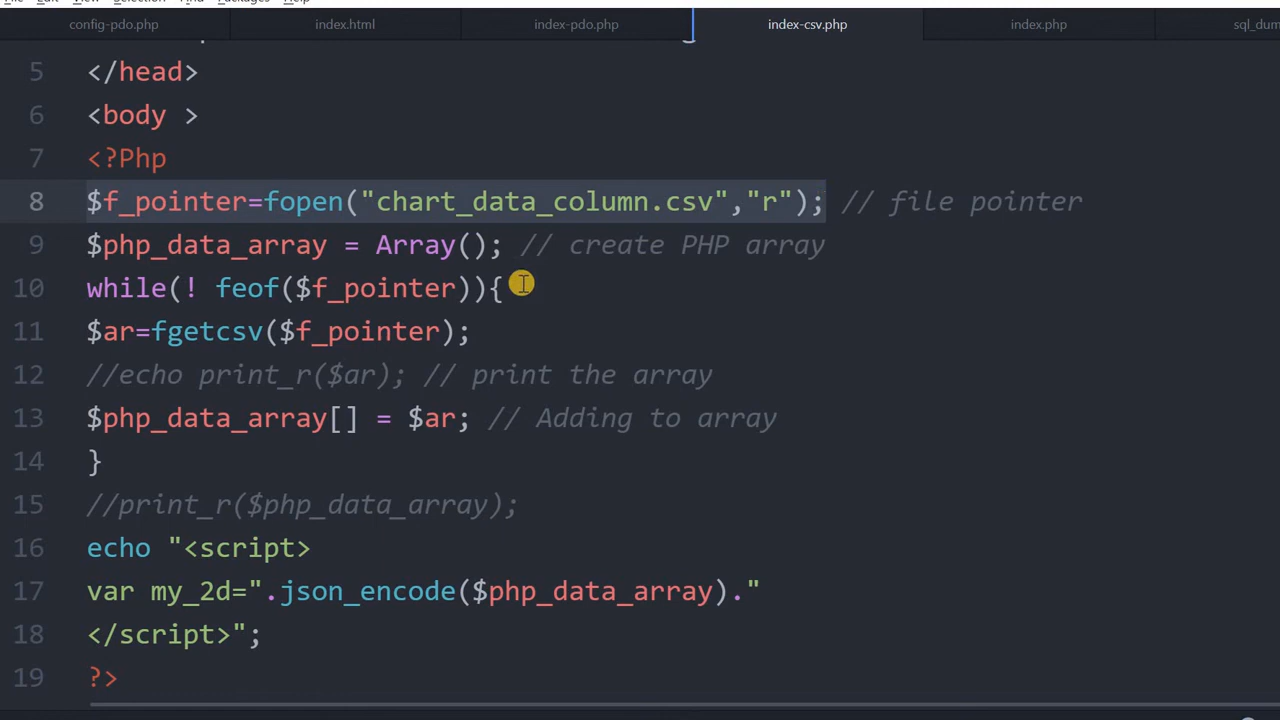 config-pdo.php index.html index-pdo.php index-csv.php index.php sql_dum
5 </head>
6 <body >
7 <?Php
8 $f_pointer=fopen("chart_data_column.csv","r"); // file pointer
9 $php_data_array = Array(); // create PHP array
10 while(! feof($f_pointer)){
11 $ar=fgetcsv($f_pointer);
12 //echo print_r($ar); // print the array
13 $php_data_array[] = $ar; // Adding to array
14 }
15 //print_r($php_data_array);
16 echo "<script>
17 var my_2d=".json_encode($php_data_array)."
18 </script>";
19 ?>